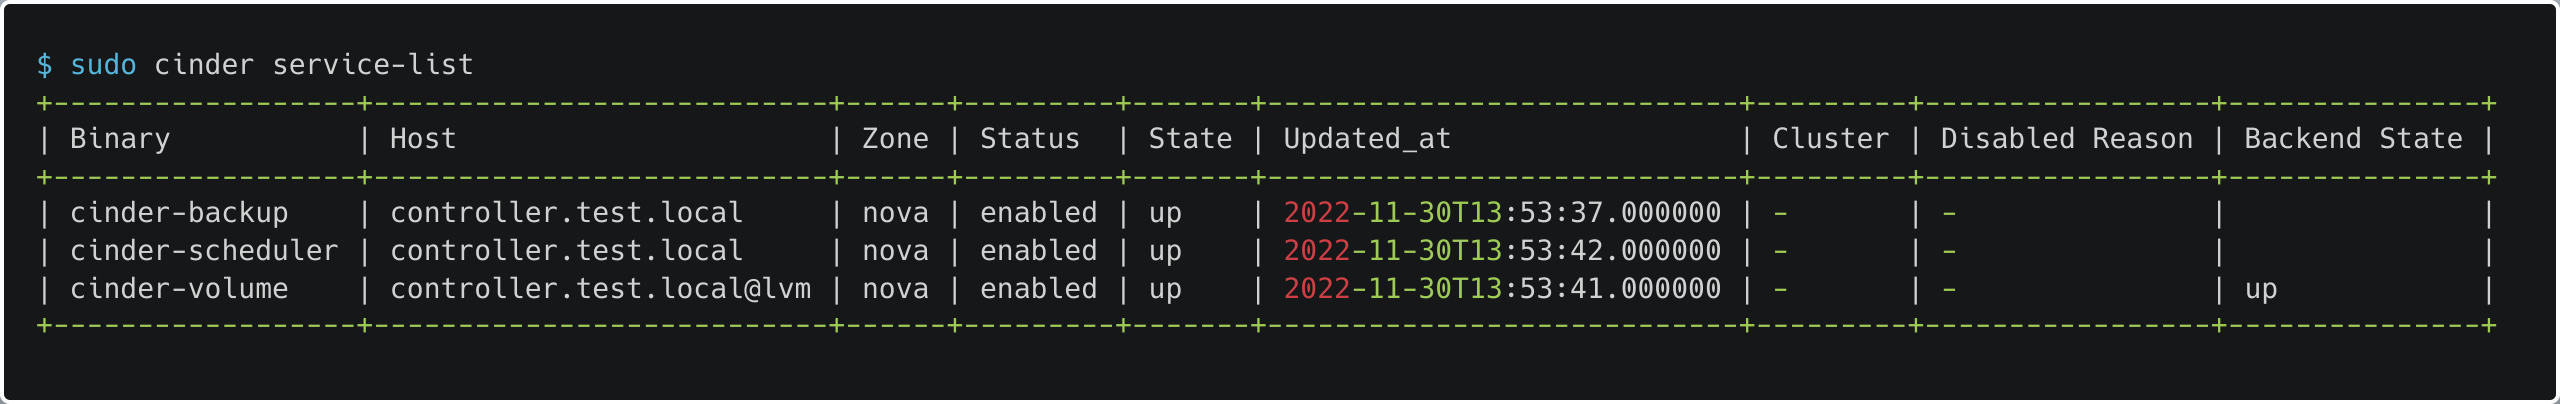 $ sudo cinder service-list
+------------------+---------------------------+------+---------+-------+----------------------------+---------+-----------------+---------------+
| Binary           | Host                      | Zone | Status  | State | Updated_at                 | Cluster | Disabled Reason | Backend State |
+------------------+---------------------------+------+---------+-------+----------------------------+---------+-----------------+---------------+
| cinder-backup    | controller.test.local     | nova | enabled | up    | 2022-11-30T13:53:37.000000 | -       | -               |               |
| cinder-scheduler | controller.test.local     | nova | enabled | up    | 2022-11-30T13:53:42.000000 | -       | -               |               |
| cinder-volume    | controller.test.local@lvm | nova | enabled | up    | 2022-11-30T13:53:41.000000 | -       | -               | up            |
+------------------+---------------------------+------+---------+-------+----------------------------+---------+-----------------+---------------+